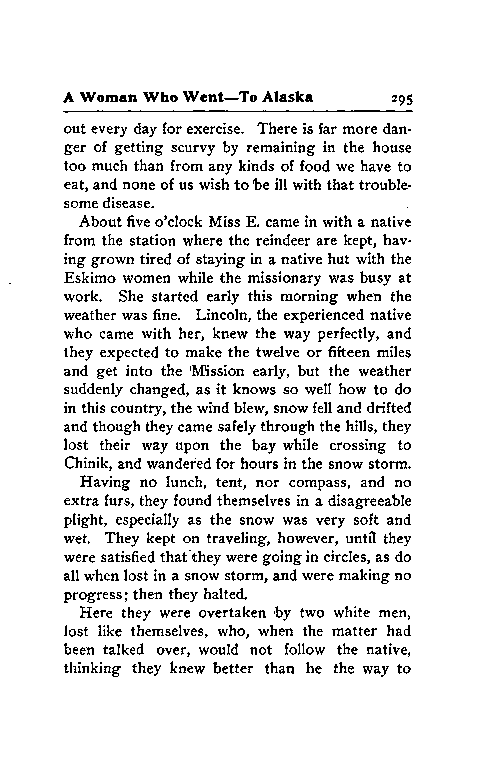 A Woman Who Went—To Alaska 295
out every day for exercise. There is far more dan-
ger of getting scurvy by remaining in the house
too much than from any kinds of food we have to
eat, and none of us wish to be ill with that trouble-
some disease.
About five o'clock Miss E. came in with a native
from the station where the reindeer are kept, hav-
ing grown tired of staying in a native hut with the
Eskimo women while the missionary was busy at
work. She started early this morning when the
weather was fine. Lincoln, the experienced native
who came with her, knew the way perfectly, and
they expected to make the twelve or fifteen miles
and get into the Mission early, but the weather
suddenly changed, as it knows so well how to do
in this country, the wind blew, snow fell and drifted
and though they came safely through the hills, they
lost their way upon the bay while crossing to
Chinik, and wandered for hours in the snow storm.
Having no lunch, tent, nor compass, and no
extra furs, they found themselves in a disagreeable
plight, especially as the snow was very soft and
wet. They kept on traveling, however, until they
were satisfied that they were going in circles, as do
all when lost in a snow storm, and were making no
progress; then they halted.
Here they were overtaken by two white men,
lost like themselves, who, when the matter had
been talked over, would not follow the native,
thinking they knew better than he the way to